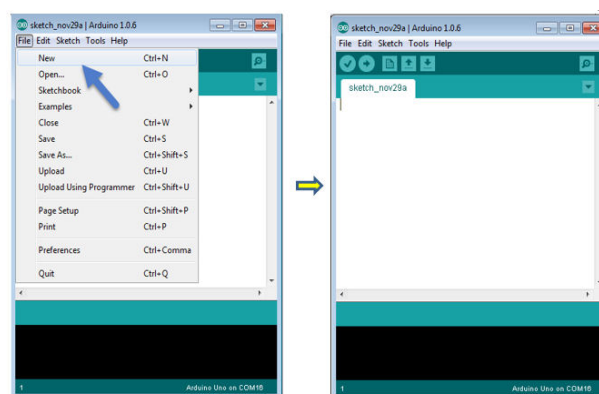 sketch_nov29a | Arduino 1.0.6
File Edit Sketch Tools Help
New Ctrl+N
Open... Ctrl+O
Sketchbook
Examples
Close Ctrl+W
Save Ctrl+S
Save As... Ctrl+Shift+S
Upload Ctrl+U
Upload Using Programmer Ctrl+Shift+U
Page Setup Ctrl+Shift+P
Print Ctrl+P
Preferences Ctrl+Comma
Quit Ctrl+Q
1 Arduino Uno on COM16
sketch_nov29a | Arduino 1.0.6
File Edit Sketch Tools Help
sketch_nov29a
1 Arduino Uno on COM16